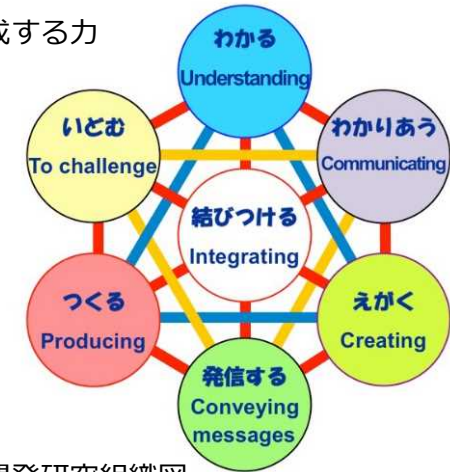 成する力
わかる
Understanding
いどむ
To challenge
わかりあう
Communicating
結びつける
Integrating
つくる
Producing
えがく
Creating
発信する
Conveying
messages
開発研究組織図